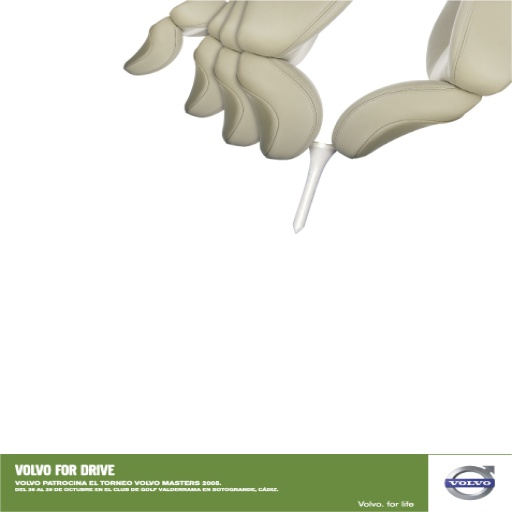 VOLVO FOR DRIVE
VOLVO PATROCINA EL TORNEO VOLVO MASTERS 2006.
DEL 26 AL 29 DE OCTUBRE EN EL CLUB DE GOLF VALDERRAMA EN SOTOGRANDE, CÁDIZ.
Volvo. for life
VOLVO